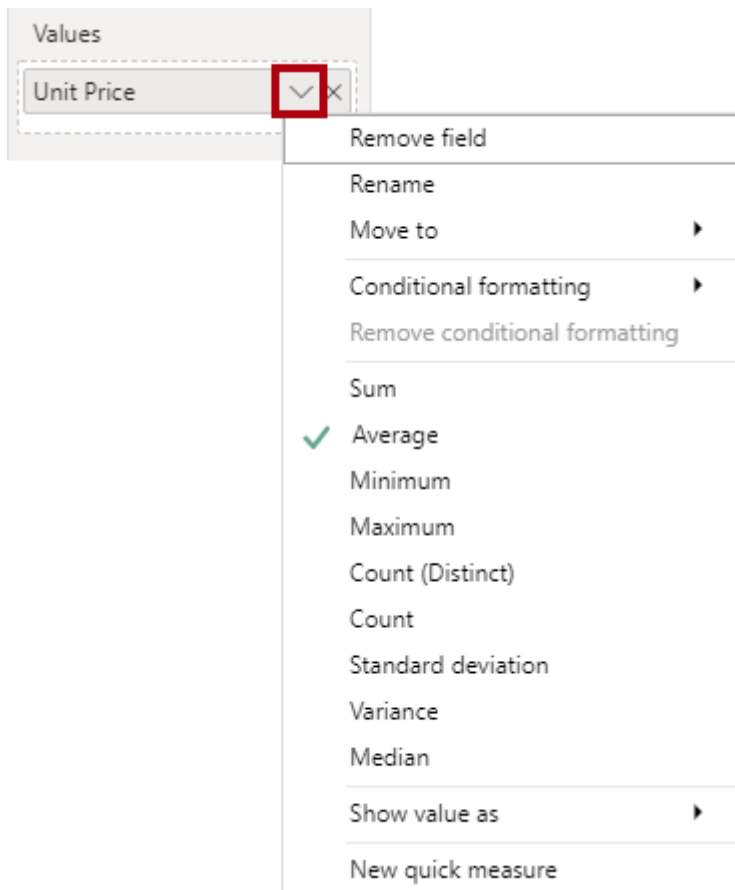 Values
Unit Price
Remove field
Rename
Move to
Conditional formatting
Remove conditional formatting
Sum
Average
Minimum
Maximum
Count (Distinct)
Count
Standard deviation
Variance
Median
Show value as
New quick measure